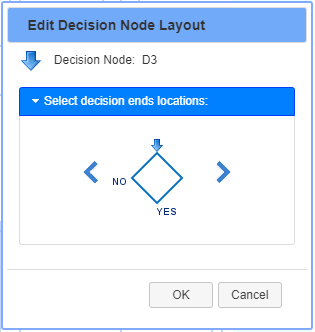 Edit Decision Node Layout
Decision Node: D3
Select decision ends locations:
NO
YES
OK Cancel